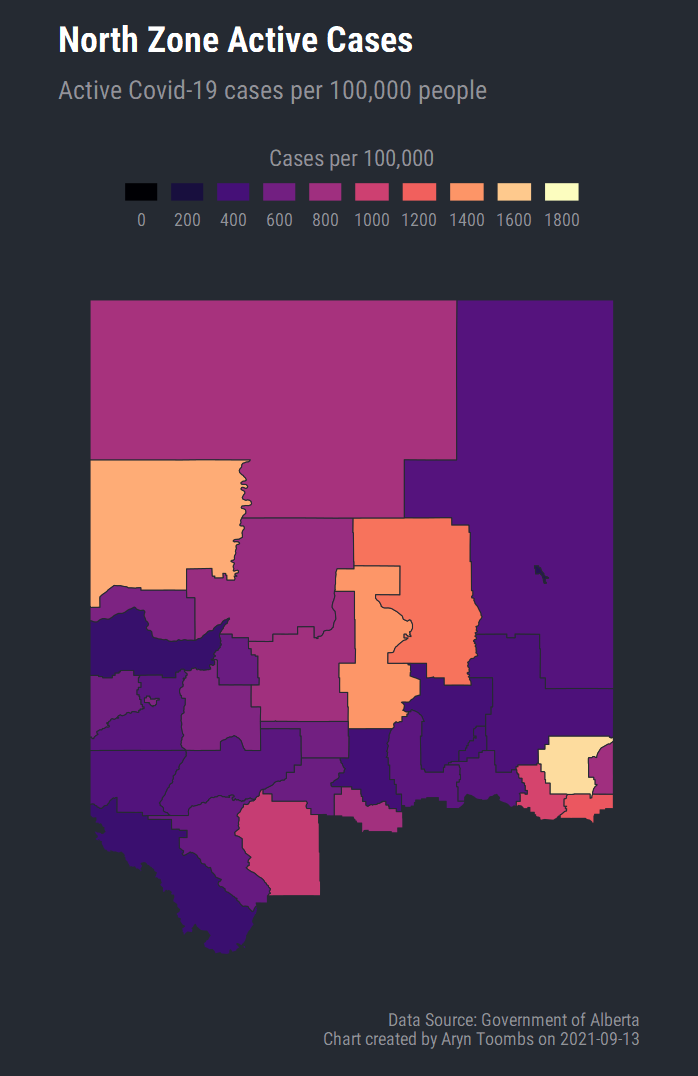 North Zone Active Cases
Active Covid-19 cases per 100,000 people
Cases per 100,000
0 200 400 600 800 1000 1200 1400 1600 1800
Data Source: Government of Alberta
Chart created by Aryn Toombs on 2021-09-13